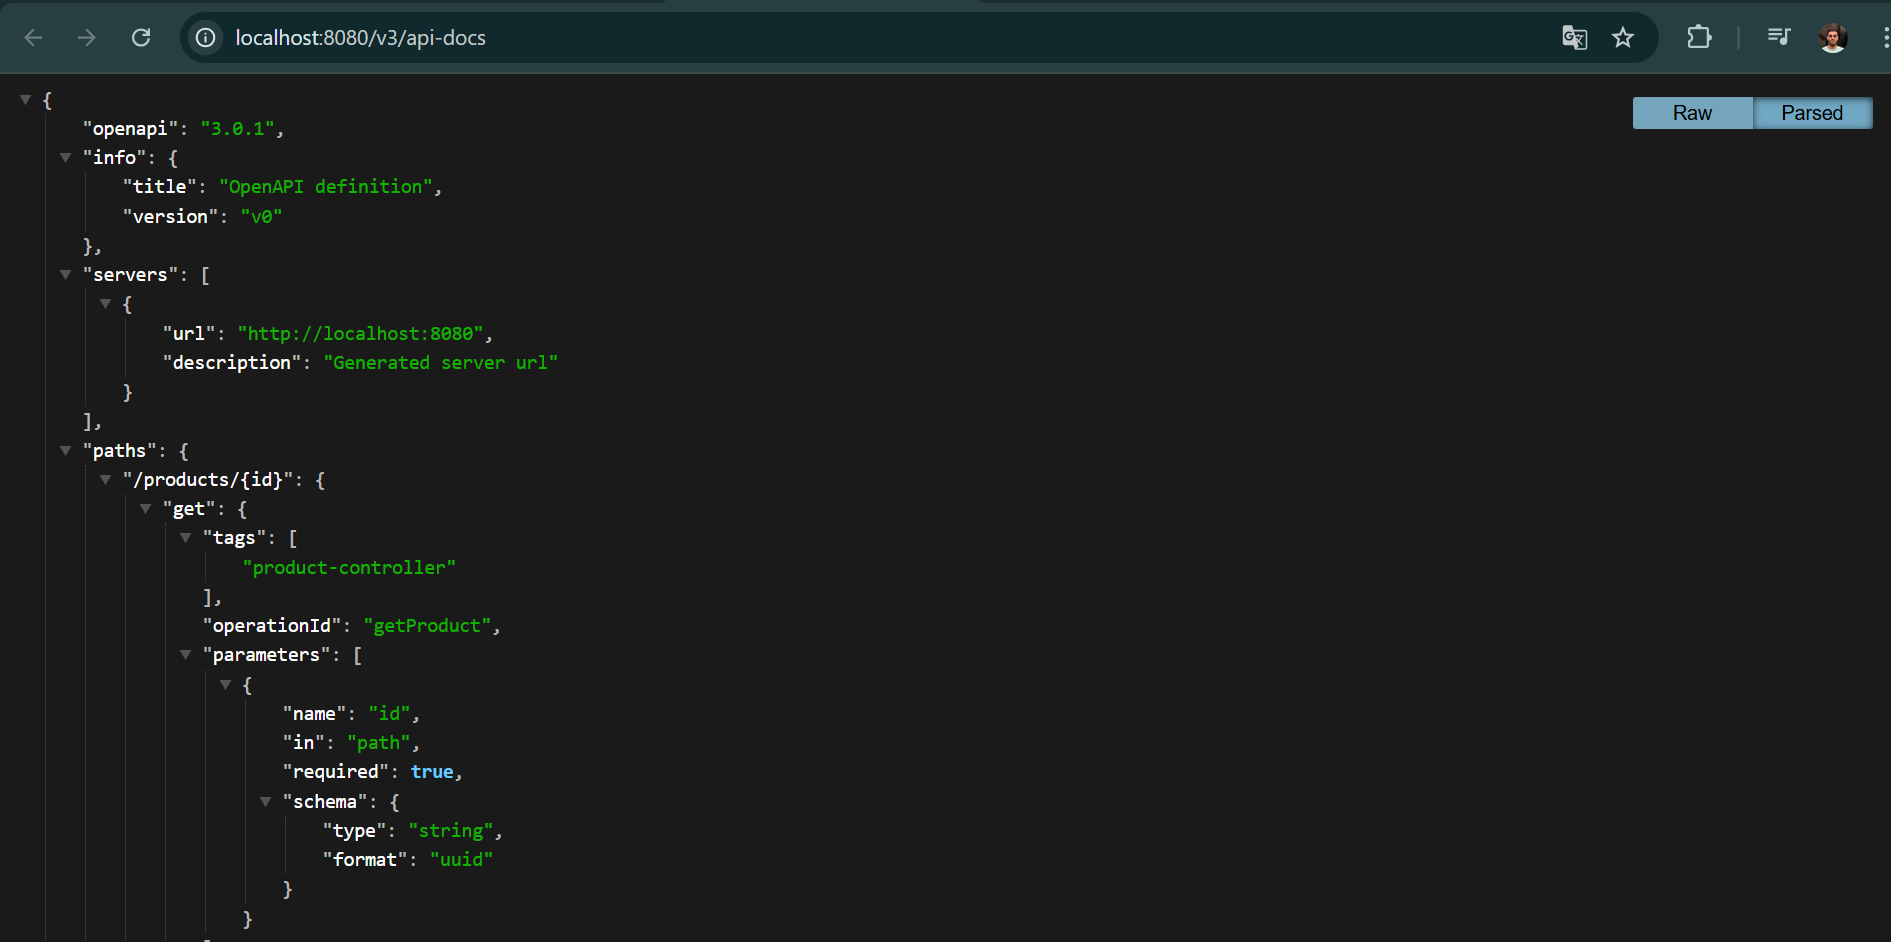 localhost:8080/v3/api-docs
Raw
Parsed
{
"openapi": "3.0.1",
"info": {
"title": "OpenAPI definition",
"version": "v0"
},
"servers": [
{
"url": "http://localhost:8080",
"description": "Generated server url"
}
],
"paths": {
"/products/{id}": {
"get": {
"tags": [
"product-controller"
],
"operationId": "getProduct",
"parameters": [
{
"name": "id",
"in": "path",
"required": true,
"schema": {
"type": "string",
"format": "uuid"
}
}